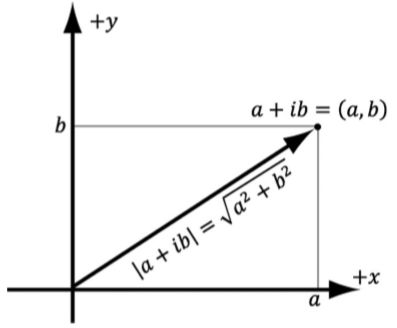 +y
a + ib = (a, b)
b
|a + ib| = √a² + b²
+x
a